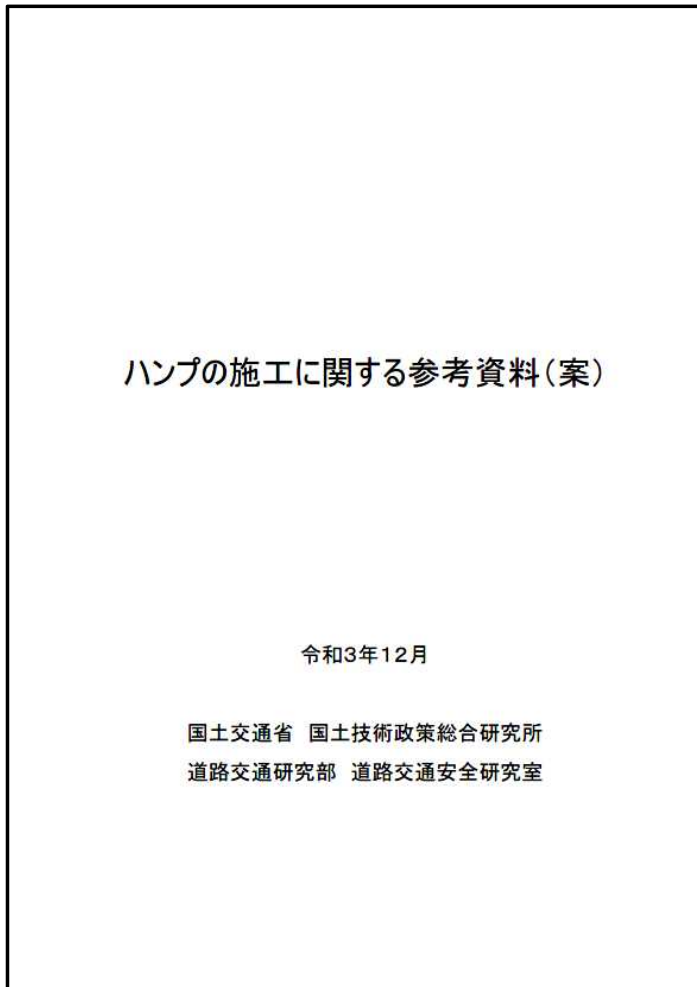 ハンプの施工に関する参考資料（案）
令和３年１２月
国土交通省　国土技術政策総合研究所
道路交通研究部　道路交通安全研究室